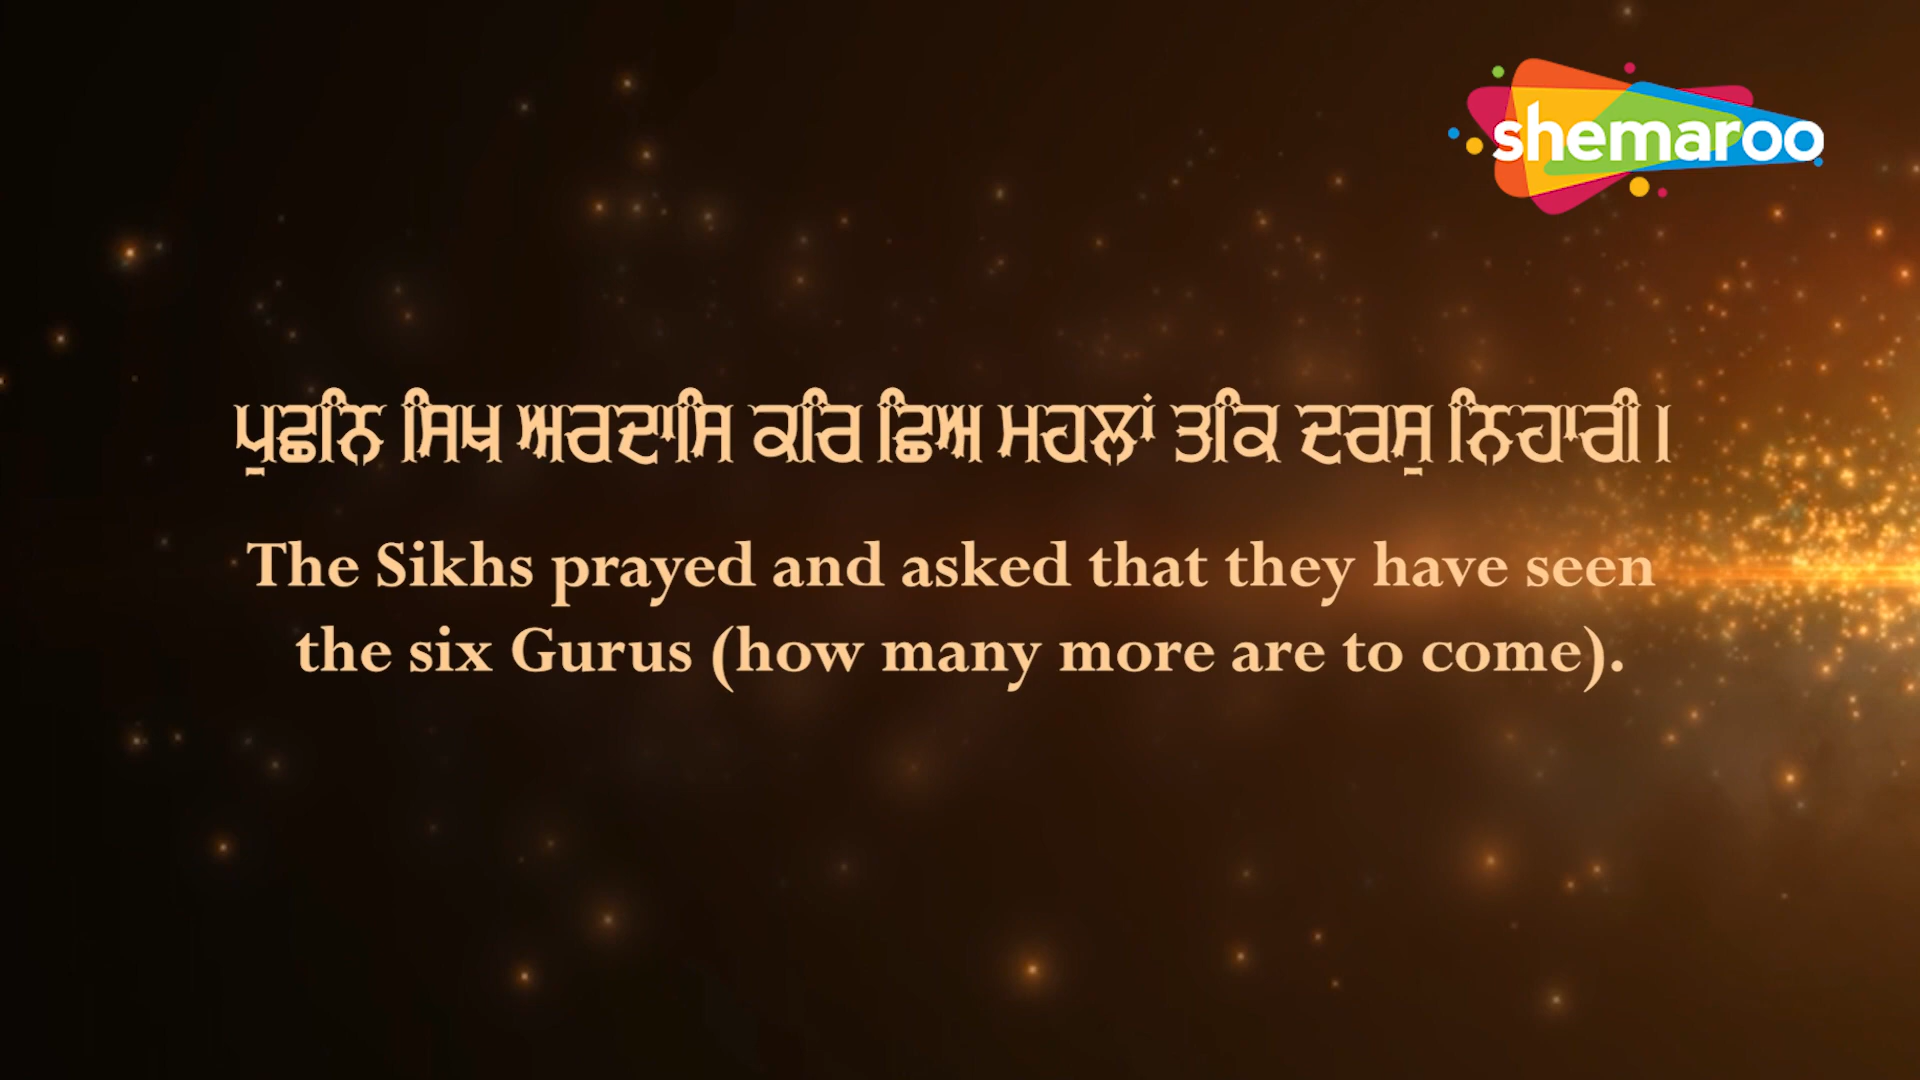 shemaroo
ਪੁਛਨਿ ਸਿਖ ਅਰਦਾਸਿ ਕਰਿ ਛਿਅ ਮਹਲਾਂ ਤਕਿ ਦਰਸੁ ਨਿਹਾਰੀ।
The Sikhs prayed and asked that they have seen
the six Gurus (how many more are to come).